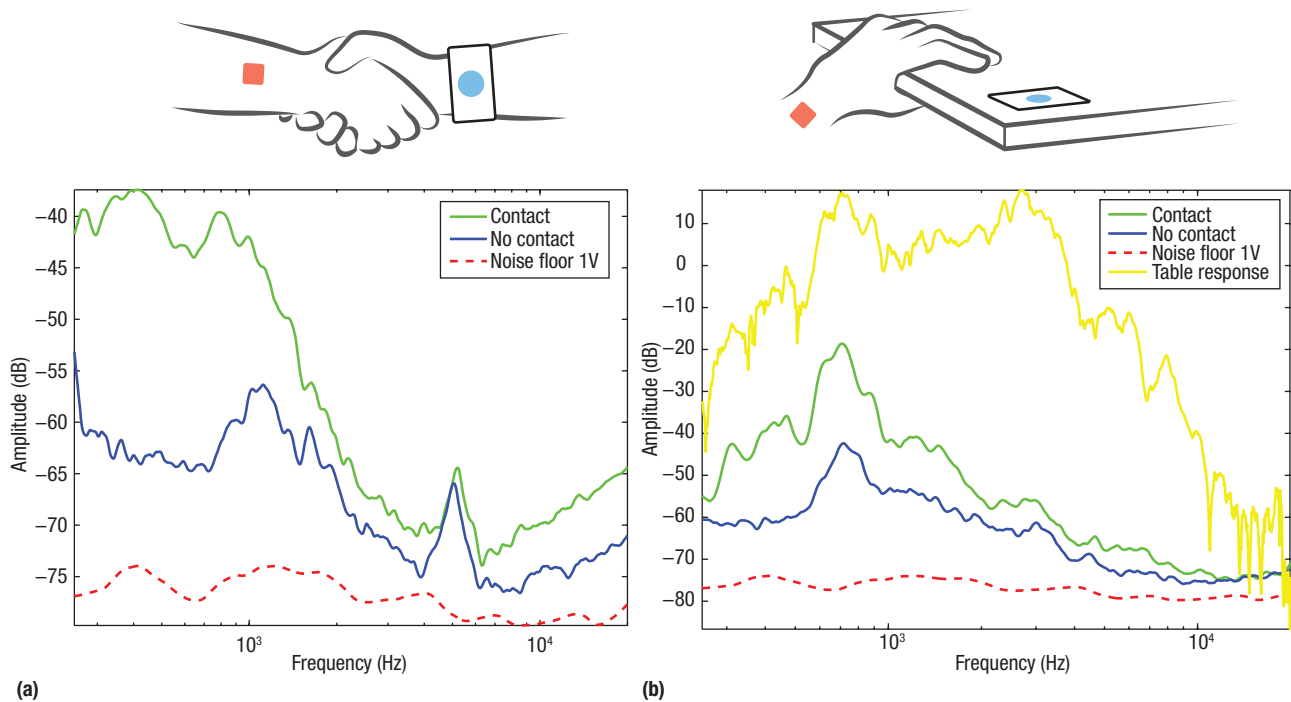 −40
−45
−50
−55
−60
−65
−70
−75
Amplitude (dB)
Contact
No contact
Noise floor 1V
10³
10⁴
Frequency (Hz)
(a)
10
0
−10
−20
−30
−40
−50
−60
−70
−80
Amplitude (dB)
Contact
No contact
Noise floor 1V
Table response
10³
10⁴
Frequency (Hz)
(b)